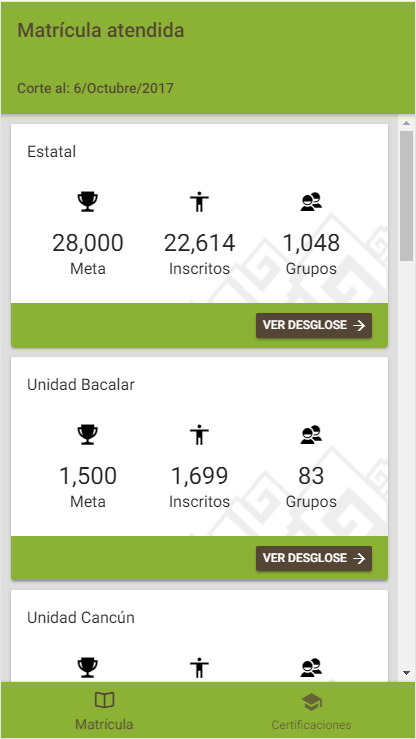 Matrícula atendida
Corte al: 6/Octubre/2017
Estatal
28,000 22,614 1,048
Meta Inscritos Grupos
VER DESGLOSE
Unidad Bacalar
1,500 1,699 83
Meta Inscritos Grupos
VER DESGLOSE
Unidad Cancún
Matrícula Certificaciones